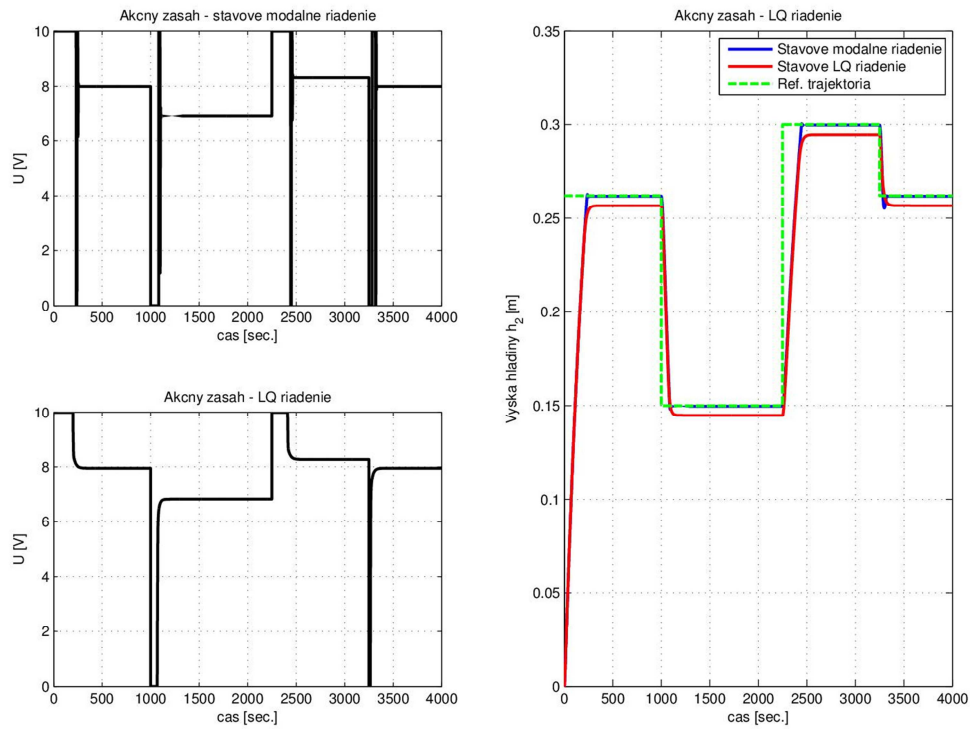 Akcny zasah - stavove modalne riadenie
10
8
6
4
2
0
U [V]
0 500 1000 1500 2000 2500 3000 3500 4000
cas [sec.]
Akcny zasah - LQ riadenie
10
8
6
4
2
0
U [V]
0 500 1000 1500 2000 2500 3000 3500 4000
cas [sec.]
Akcny zasah - LQ riadenie
Stavove modalne riadenie
Stavove LQ riadenie
Ref. trajektoria
0.35
0.3
0.25
0.2
0.15
0.1
0.05
0
Vyska hladiny h2 [m]
0 500 1000 1500 2000 2500 3000 3500 4000
cas [sec.]